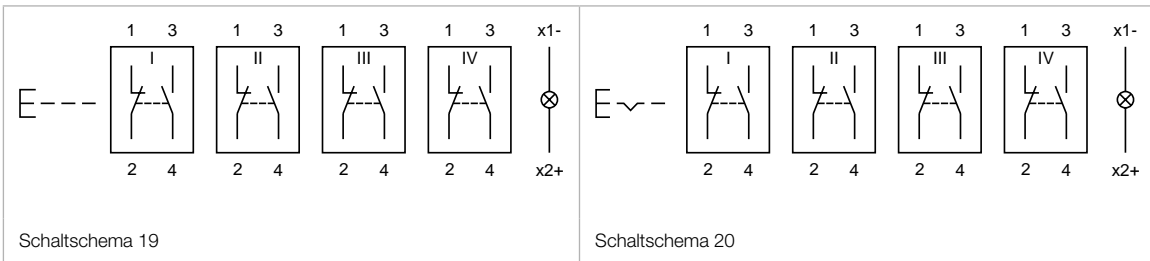 1 3 1 3 1 3 1 3 x1-
I II III IV
2 4 2 4 2 4 2 4 x2+
Schaltschema 19
1 3 1 3 1 3 1 3 x1-
I II III IV
2 4 2 4 2 4 2 4 x2+
Schaltschema 20